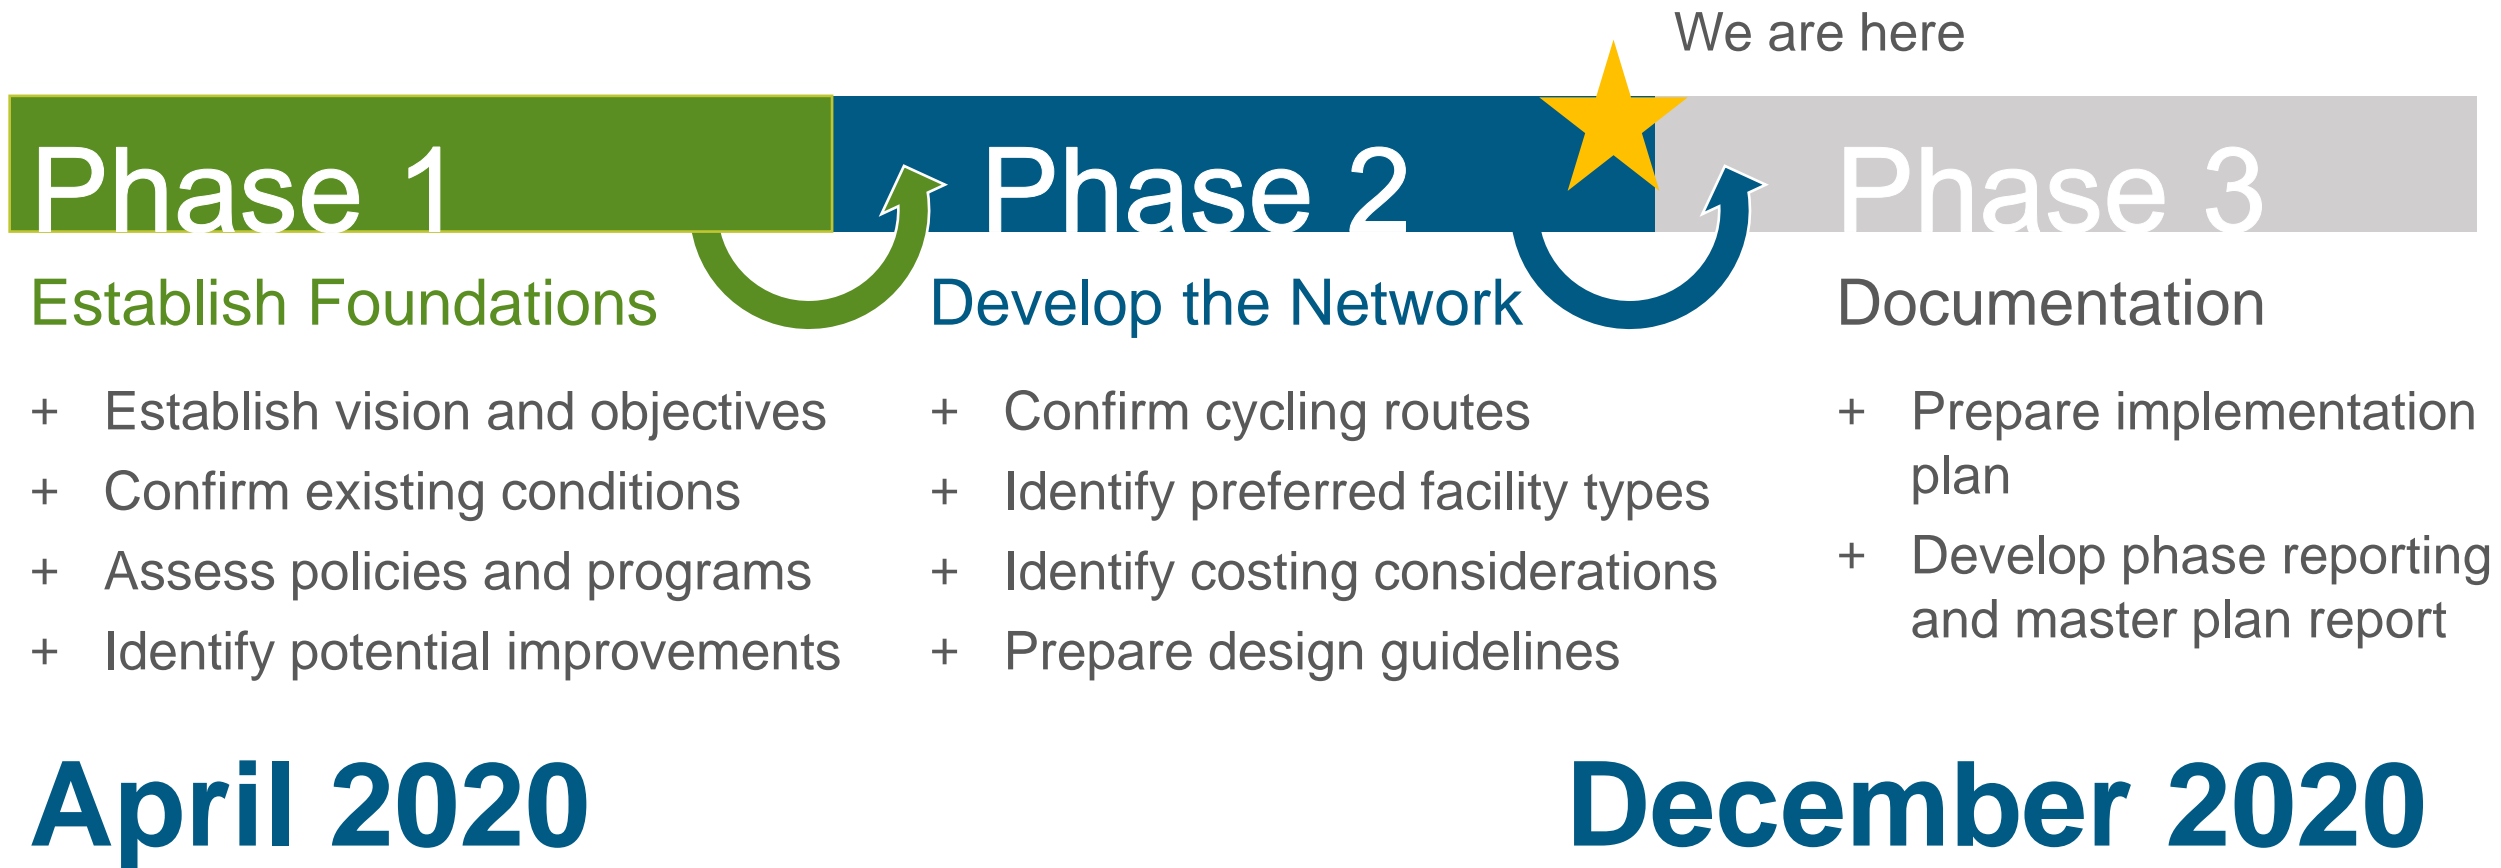 We are here
Phase 1
Phase 2
Phase 3
Establish Foundations
+ Establish vision and objectives
+ Confirm existing conditions
+ Assess policies and programs
+ Identify potential improvements
Develop the Network
+ Confirm cycling routes
+ Identify preferred facility types
+ Identify costing considerations
+ Prepare design guidelines
Documentation
+ Prepare implementation
plan
+ Develop phase reporting
and master plan report
April 2020
December 2020